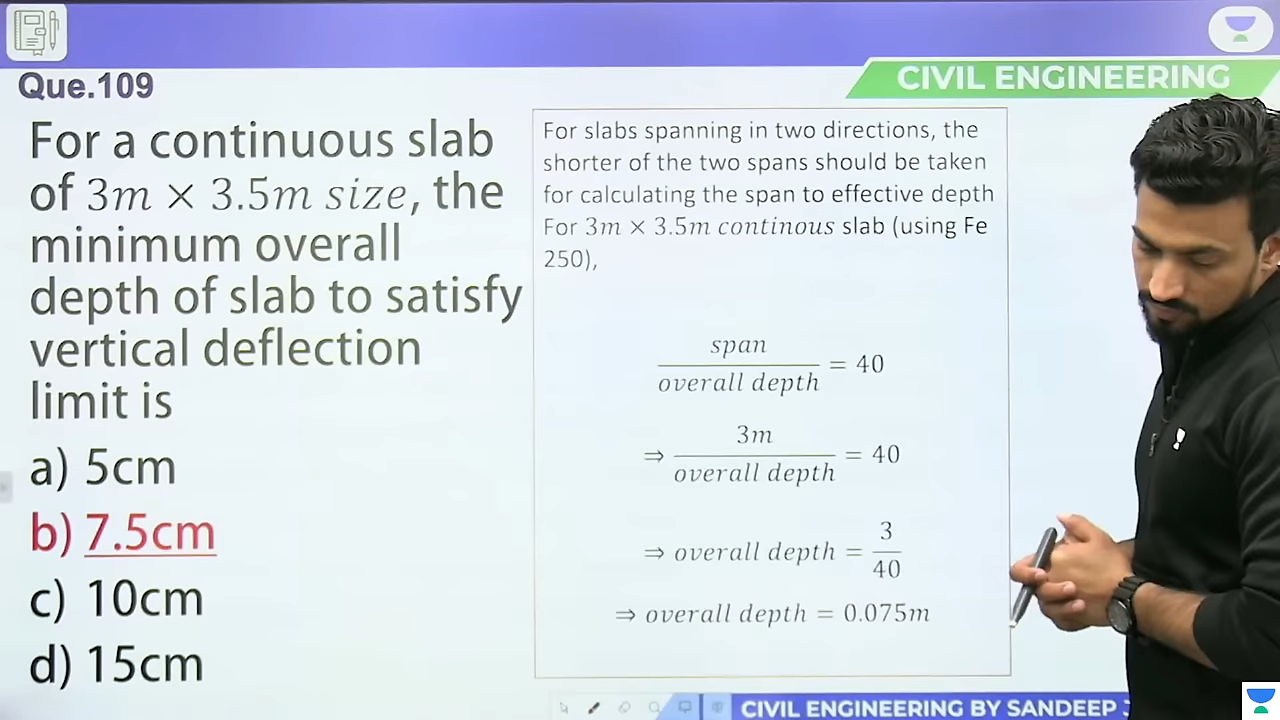 Que.109
CIVIL ENGINEERING
For a continuous slab
of 3m × 3.5m size, the
minimum overall
depth of slab to satisfy
vertical deflection
limit is
a) 5cm
b) 7.5cm
c) 10cm
d) 15cm
For slabs spanning in two directions, the
shorter of the two spans should be taken
for calculating the span to effective depth
For 3m × 3.5m continous slab (using Fe
250),
span / overall depth = 40
⇒ 3m / overall depth = 40
⇒ overall depth = 3 / 40
⇒ overall depth = 0.075m
CIVIL ENGINEERING BY SANDEEP